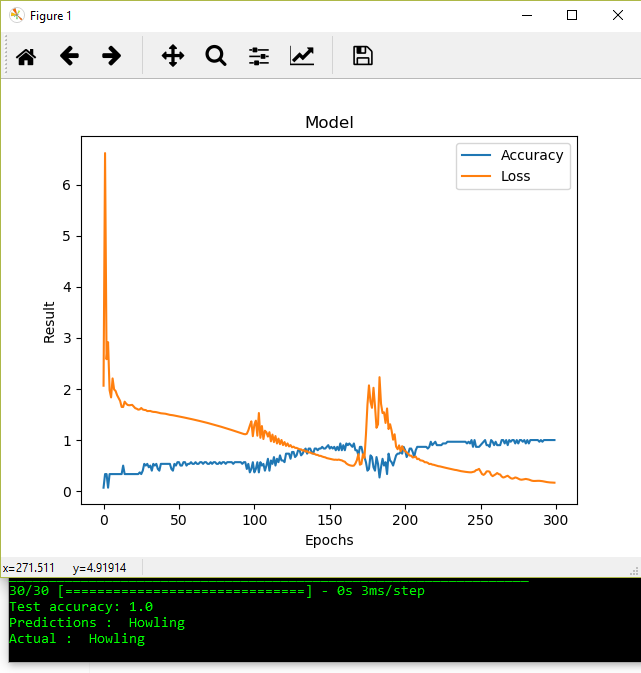 Figure 1
Model
Accuracy
Loss
6
5
4
3
2
1
0
Result
0 50 100 150 200 250 300
Epochs
x=271.511 y=4.91914
30/30 [==============================] - 0s 3ms/step
Test accuracy: 1.0
Predictions :  Howling
Actual :  Howling